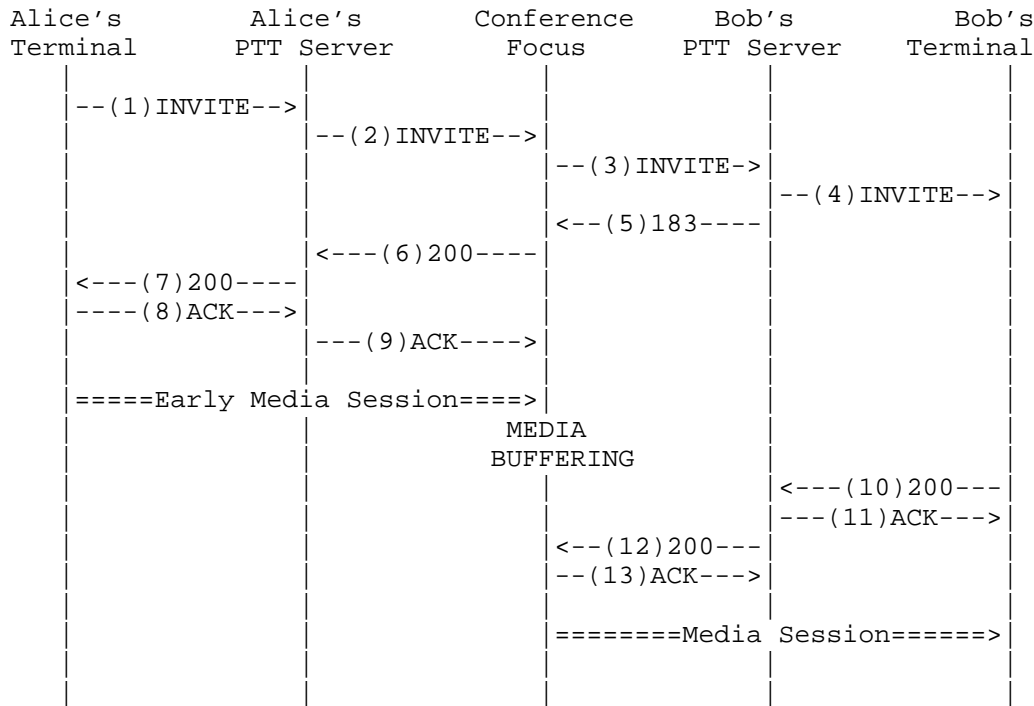 Alice's Alice's Conference Bob's Bob's
Terminal PTT Server Focus PTT Server Terminal
--(1)INVITE-->
--(2)INVITE-->
--(3)INVITE->
--(4)INVITE-->
<--(5)183----
<---(6)200----
<---(7)200----
----(8)ACK--->
---(9)ACK---->
=====Early Media Session====>
MEDIA
BUFFERING
<---(10)200---
---(11)ACK--->
<--(12)200---
--(13)ACK--->
========Media Session======>